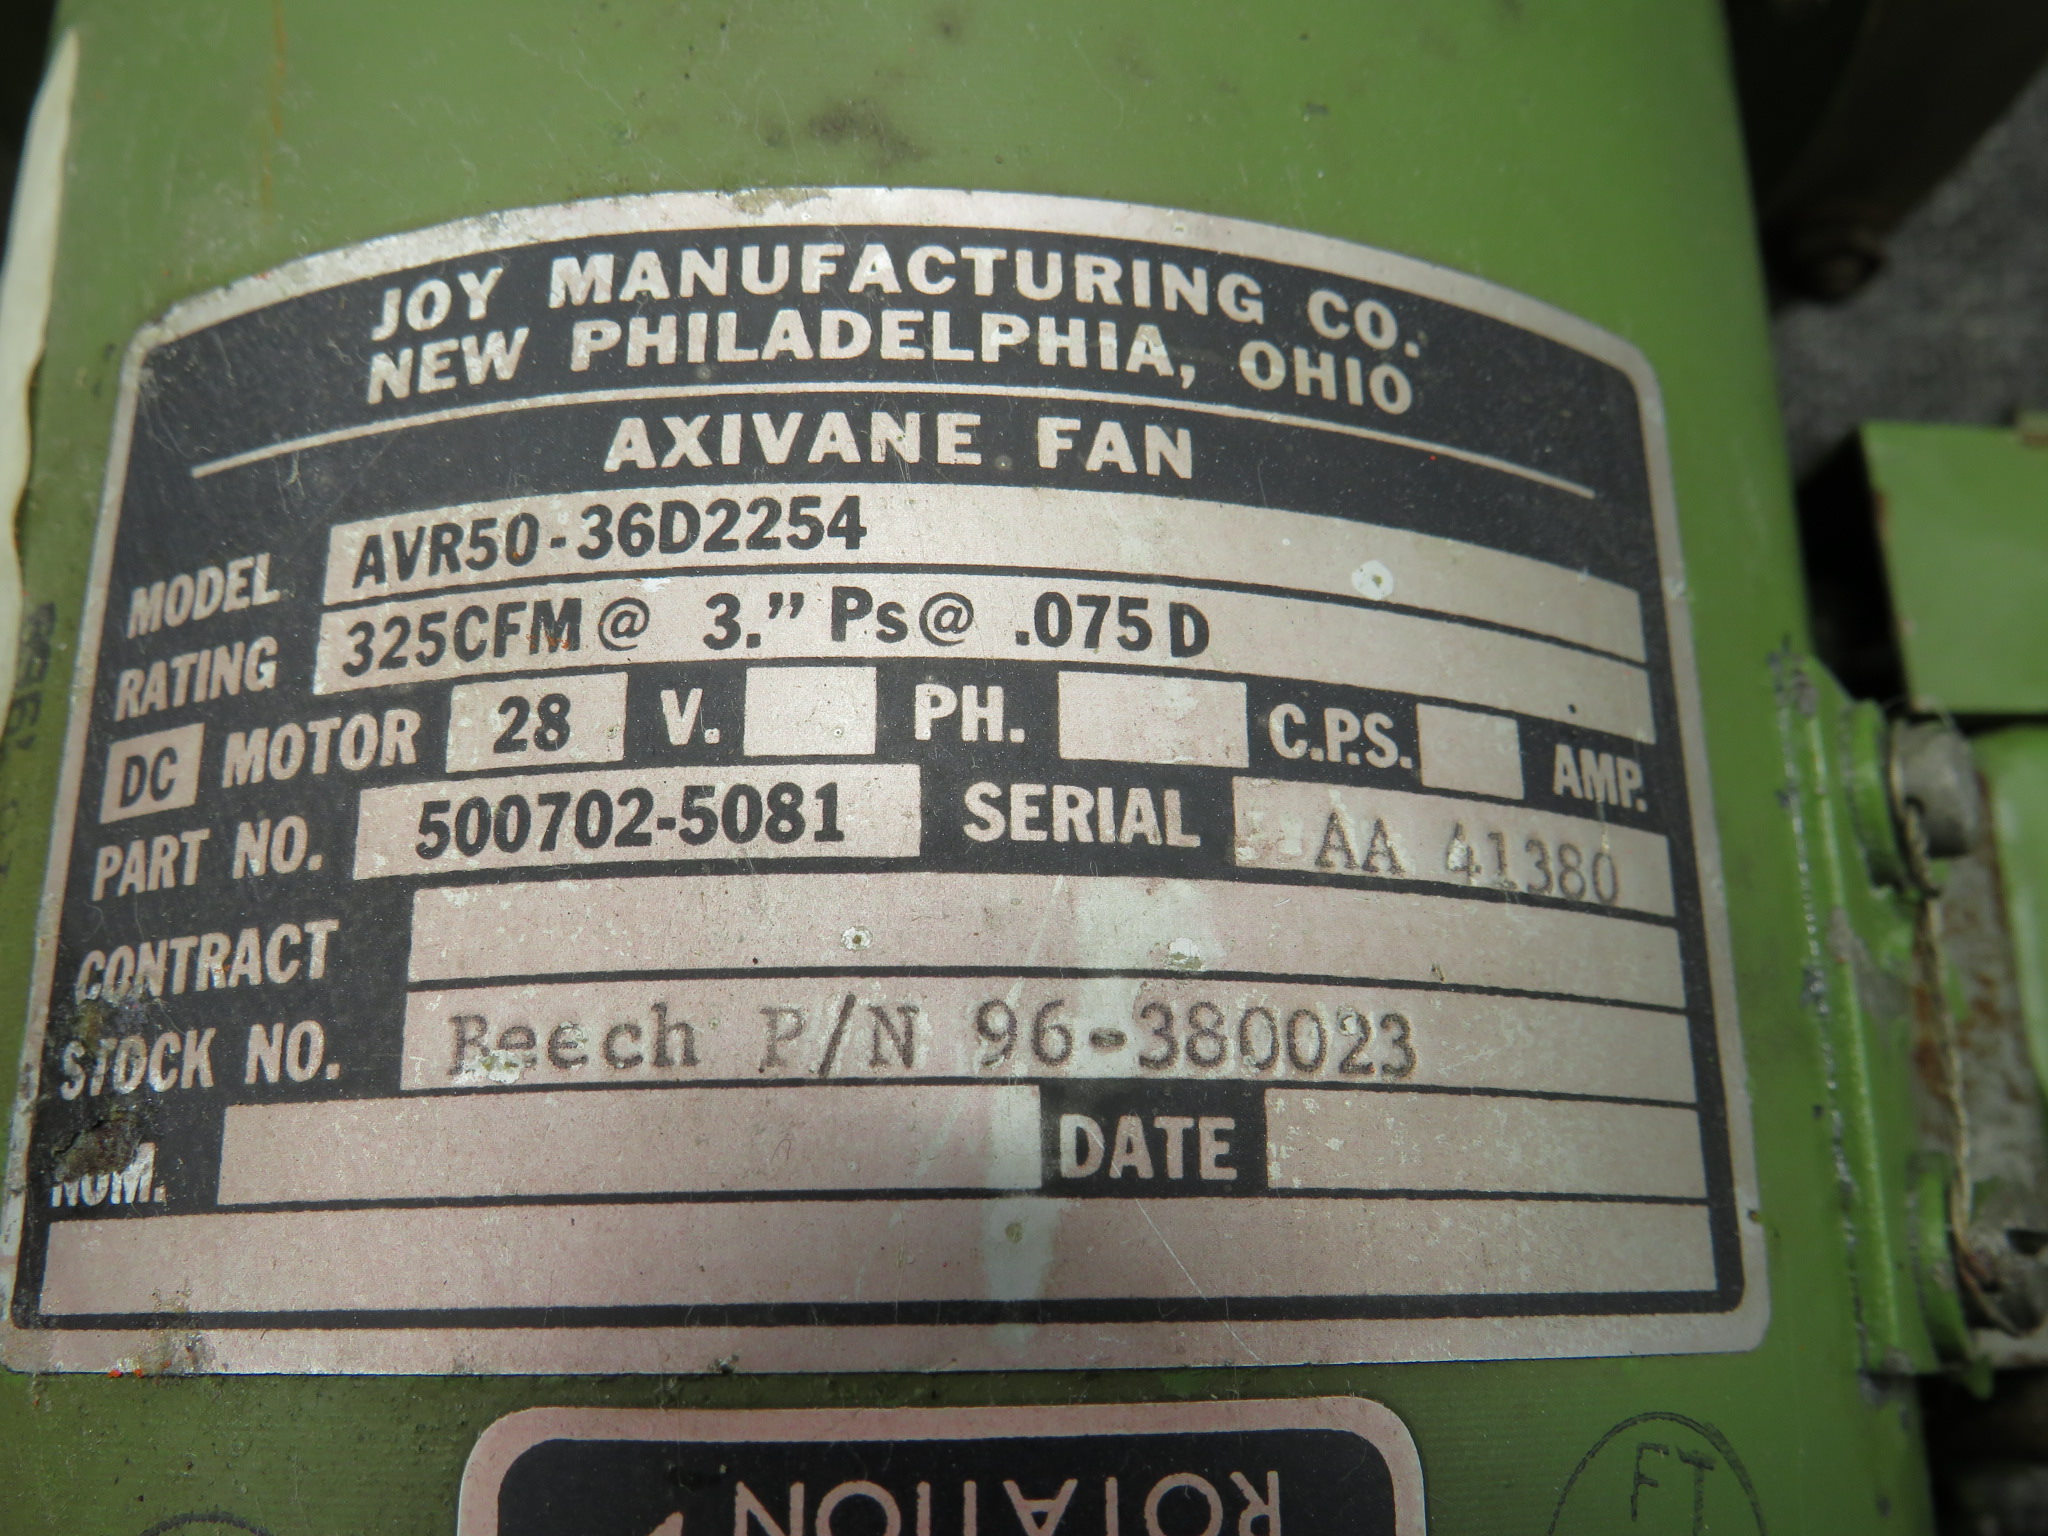 JOY MANUFACTURING CO.
NEW PHILADELPHIA, OHIO
AXIVANE FAN
MODEL AVR50-36D2254
RATING 325CFM@ 3." Ps@ .075D
DC MOTOR 28 V. PH. C.P.S. AMP.
PART NO. 500702-5081 SERIAL AA 41380
CONTRACT
STOCK NO. Beech P/N 96-380023
NOM. DATE
ROTATION